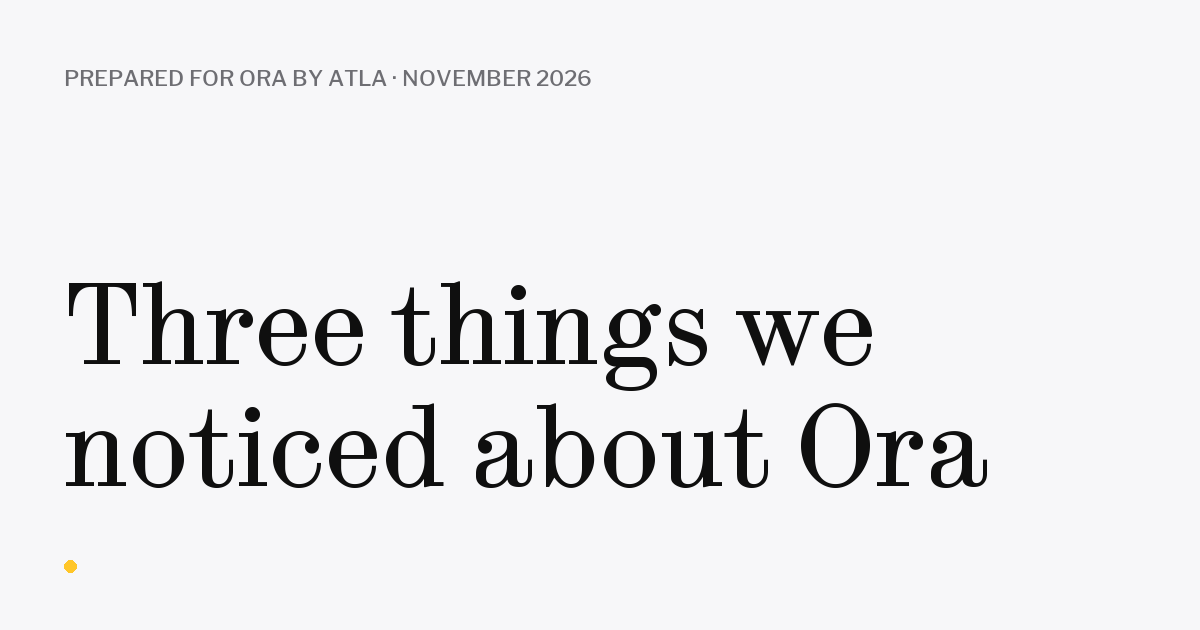 PREPARED FOR ORA BY ATLA · NOVEMBER 2026
Three things we
noticed about Ora